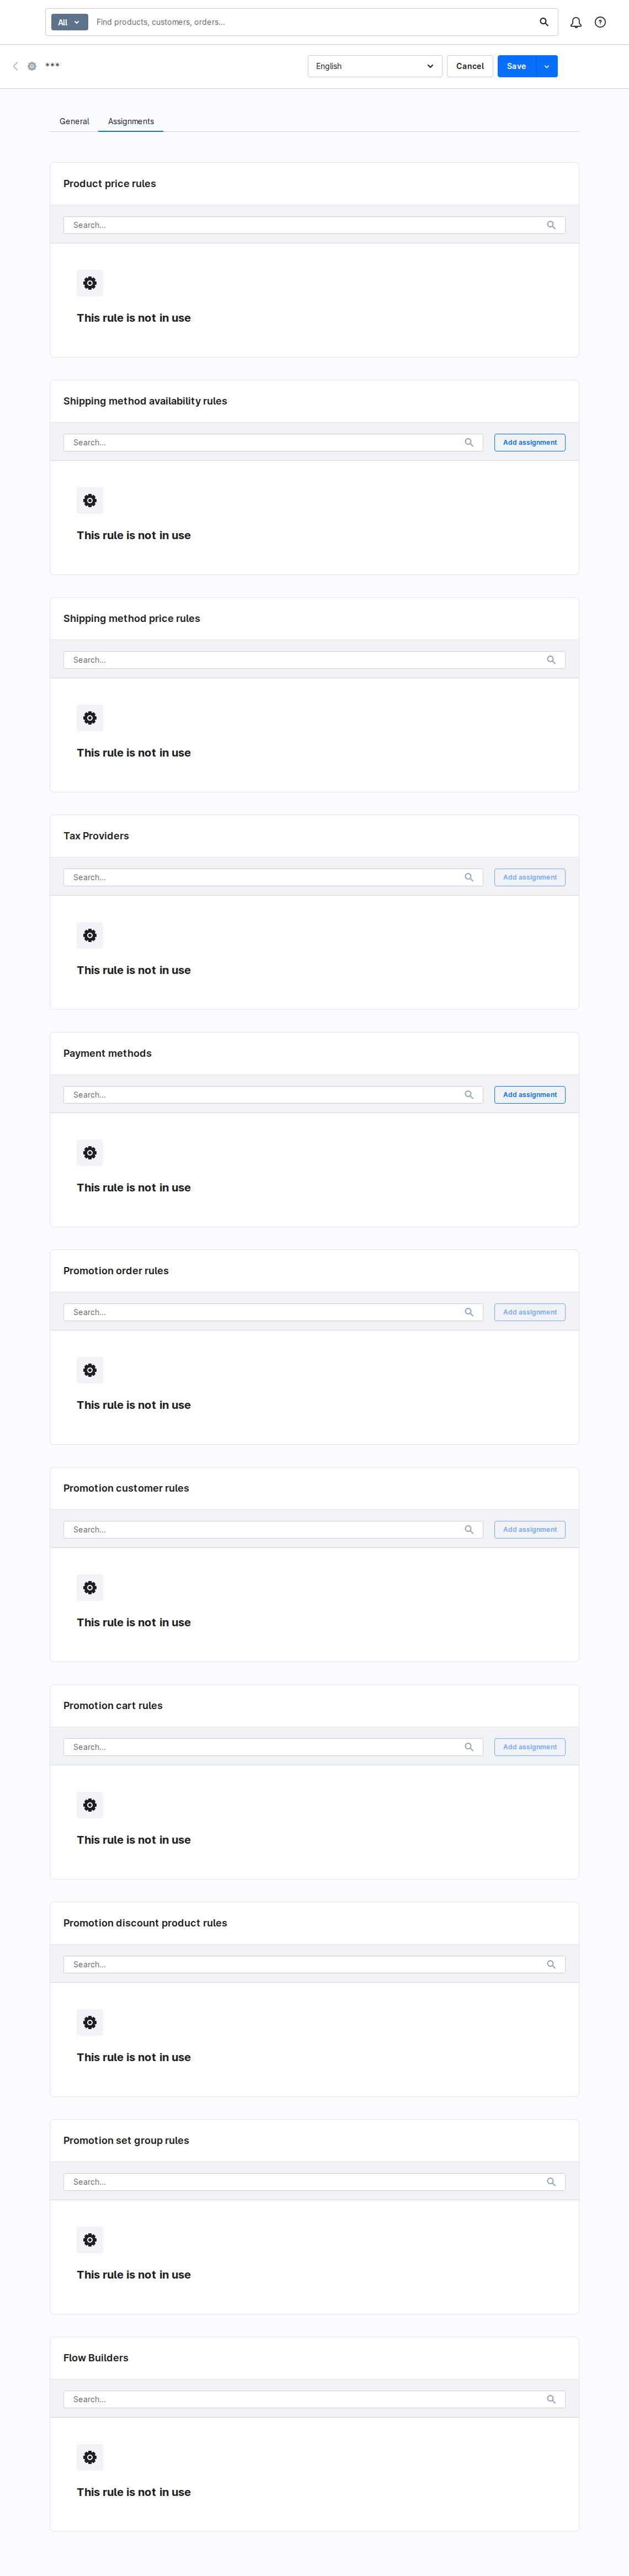 All
Find products, customers, orders...
English
Cancel
Save
General
Assignments
Product price rules
Search...
This rule is not in use
Shipping method availability rules
Search...
Add assignment
This rule is not in use
Shipping method price rules
Search...
This rule is not in use
Tax Providers
Search...
Add assignment
This rule is not in use
Payment methods
Search...
Add assignment
This rule is not in use
Promotion order rules
Search...
Add assignment
This rule is not in use
Promotion customer rules
Search...
Add assignment
This rule is not in use
Promotion cart rules
Search...
Add assignment
This rule is not in use
Promotion discount product rules
Search...
This rule is not in use
Promotion set group rules
Search...
This rule is not in use
Flow Builders
Search...
This rule is not in use